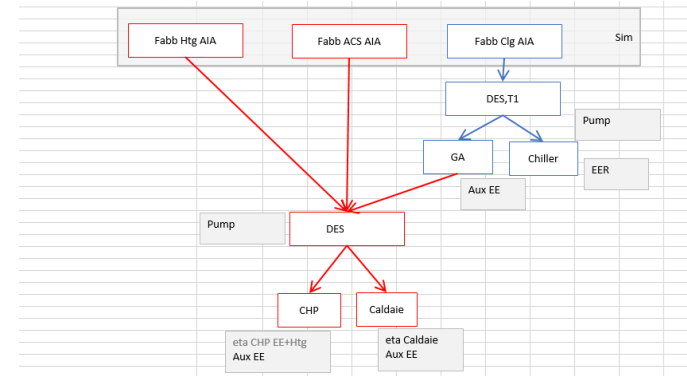 Fabb Htg AIA
Fabb ACS AIA
Fabb Clg AIA
Sim
DES,T1
Pump
GA
Chiller
EER
Aux EE
Pump
DES
CHP
Caldaie
eta CHP EE+Htg
Aux EE
eta Caldaie
Aux EE